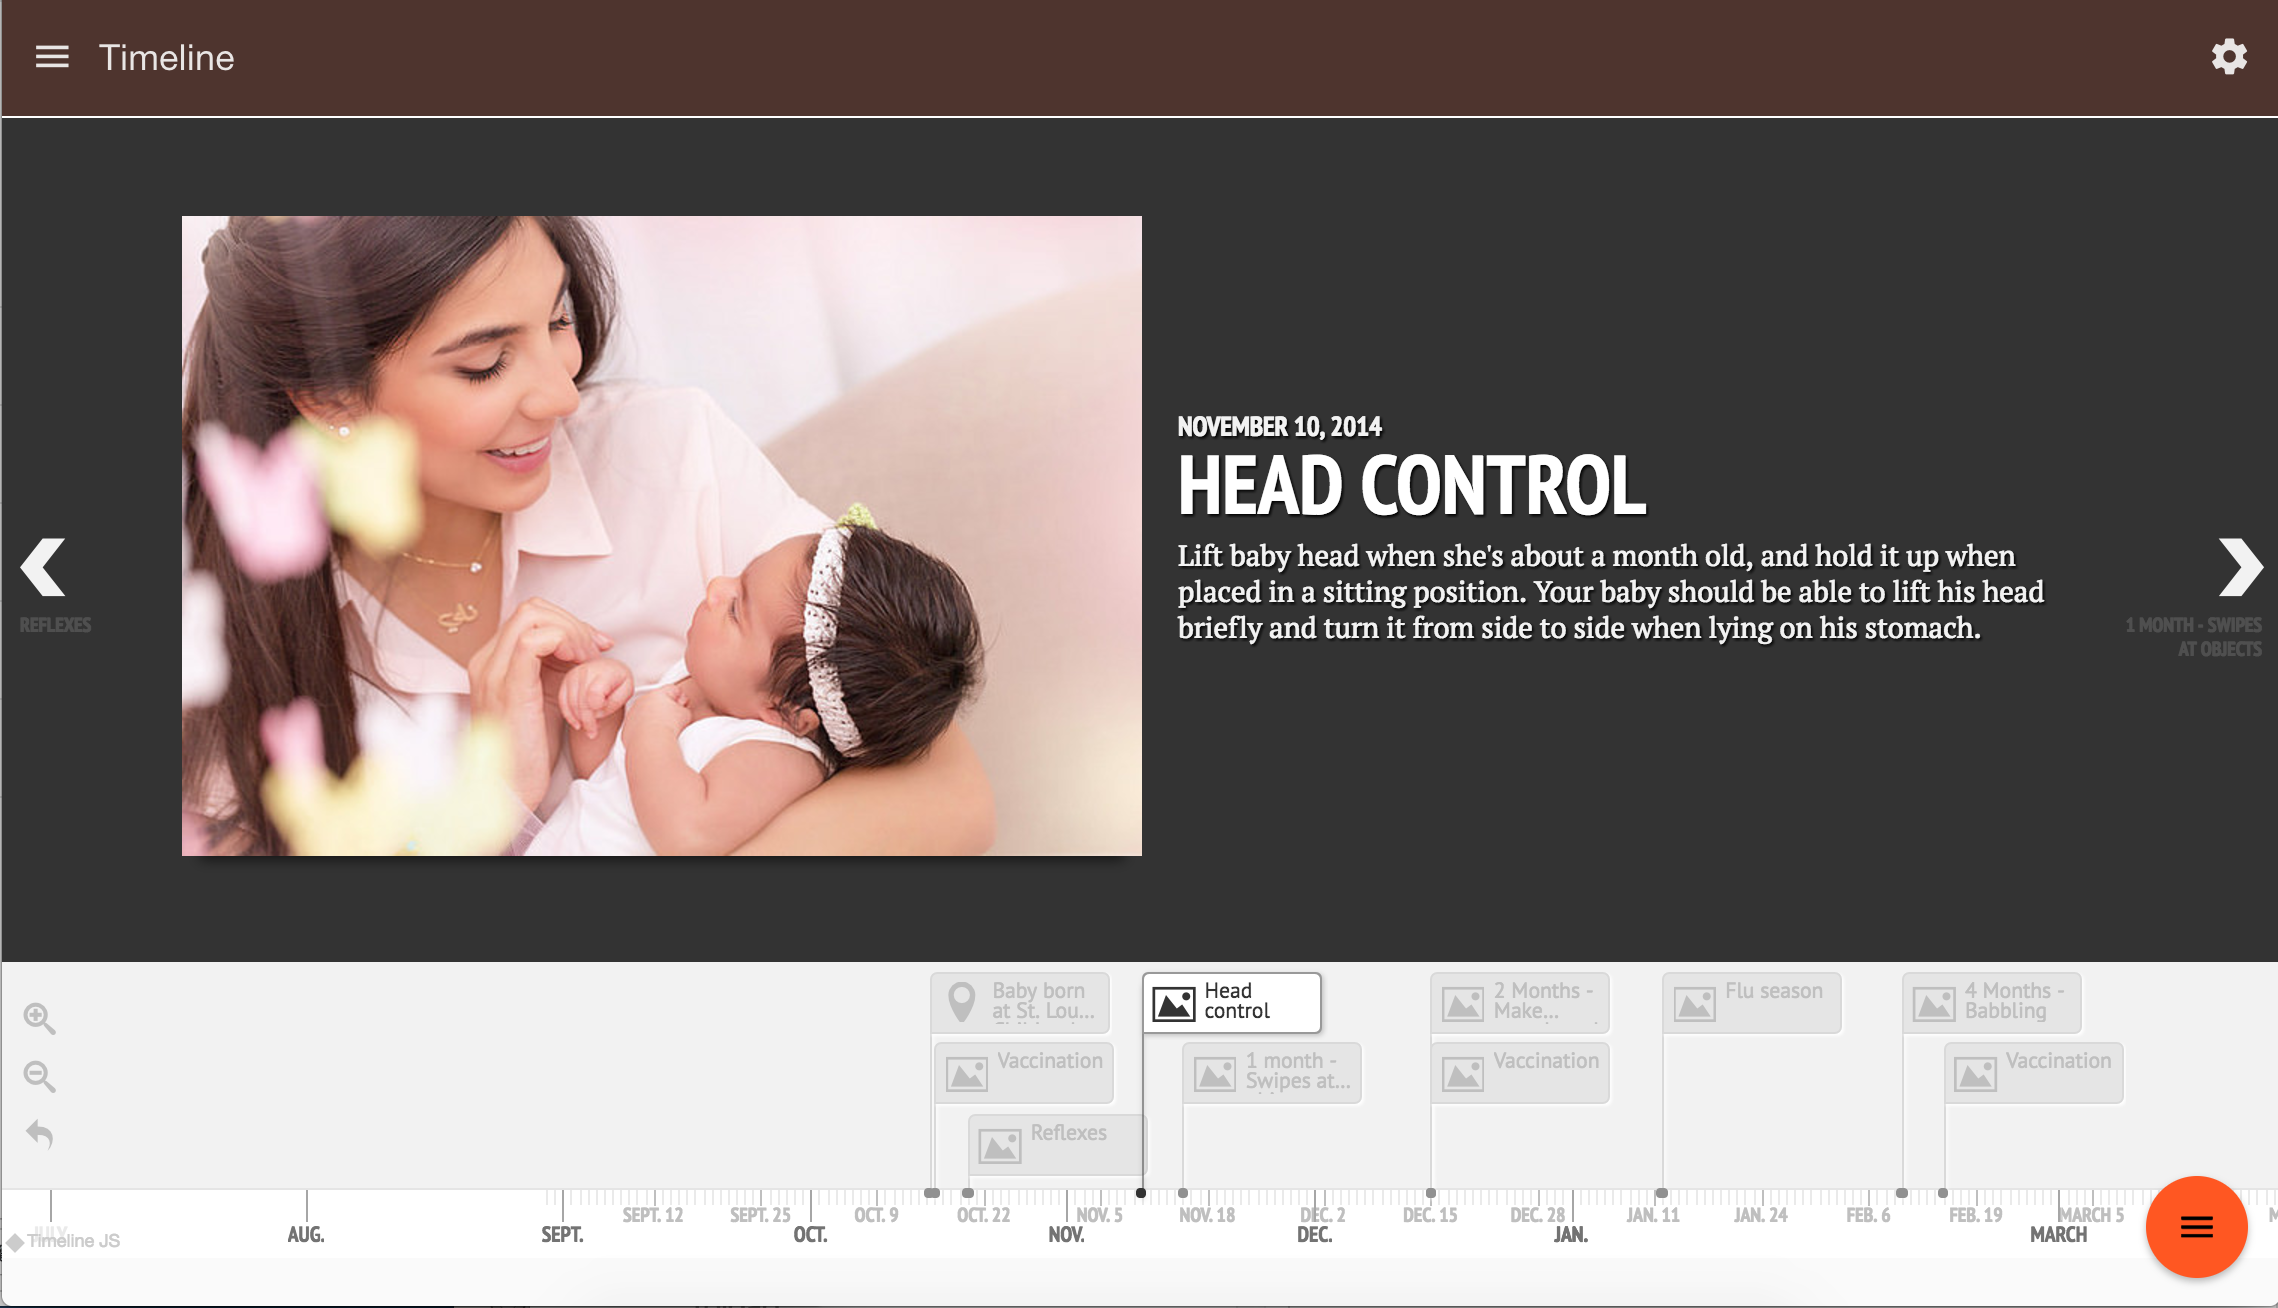 Timeline
NOVEMBER 10, 2014
HEAD CONTROL
Lift baby head when she's about a month old, and hold it up when
placed in a sitting position. Your baby should be able to lift his head
briefly and turn it from side to side when lying on his stomach.
REFLEXES
1 MONTH - SWIPES
AT OBJECTS
Baby born
at St. Lou...
Head
control
2 Months -
Make...
Flu season
4 Months -
Babbling
Vaccination
1 month -
Swipes at...
Vaccination
Vaccination
Reflexes
SEPT. 12 SEPT. 25 OCT. 9 OCT. 22 NOV. 5 NOV. 18 DEC. 2 DEC. 15 DEC. 28 JAN. 11 JAN. 24 FEB. 6 FEB. 19 MARCH 5
JULY AUG. SEPT. OCT. NOV. DEC. JAN. MARCH
Timeline JS